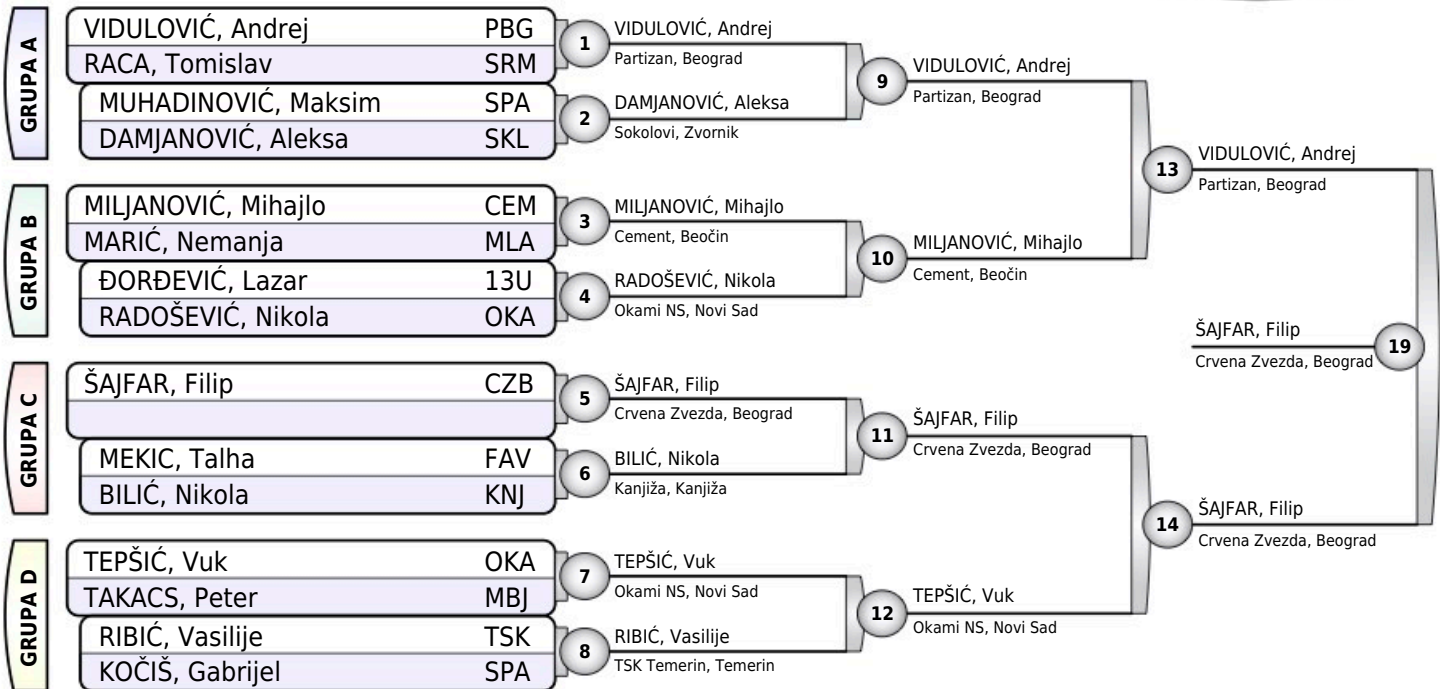 GRUPA A
VIDULOVIĆ, Andrej PBG
RACA, Tomislav SRM
MUHADINOVIĆ, Maksim SPA
DAMJANOVIĆ, Aleksa SKL
GRUPA B
MILJANOVIĆ, Mihajlo CEM
MARIĆ, Nemanja MLA
ĐORĐEVIĆ, Lazar 13U
RADOŠEVIĆ, Nikola OKA
GRUPA C
ŠAJFAR, Filip CZB
MEKIC, Talha FAV
BILIĆ, Nikola KNJ
GRUPA D
TEPŠIĆ, Vuk OKA
TAKACS, Peter MBJ
RIBIĆ, Vasilije TSK
KOČIŠ, Gabrijel SPA
1
VIDULOVIĆ, Andrej
Partizan, Beograd
2
DAMJANOVIĆ, Aleksa
Sokolovi, Zvornik
3
MILJANOVIĆ, Mihajlo
Cement, Beočin
4
RADOŠEVIĆ, Nikola
Okami NS, Novi Sad
5
ŠAJFAR, Filip
Crvena Zvezda, Beograd
6
BILIĆ, Nikola
Kanjiža, Kanjiža
7
TEPŠIĆ, Vuk
Okami NS, Novi Sad
8
RIBIĆ, Vasilije
TSK Temerin, Temerin
9
VIDULOVIĆ, Andrej
Partizan, Beograd
10
MILJANOVIĆ, Mihajlo
Cement, Beočin
11
ŠAJFAR, Filip
Crvena Zvezda, Beograd
12
TEPŠIĆ, Vuk
Okami NS, Novi Sad
13
VIDULOVIĆ, Andrej
Partizan, Beograd
14
ŠAJFAR, Filip
Crvena Zvezda, Beograd
ŠAJFAR, Filip
Crvena Zvezda, Beograd
19